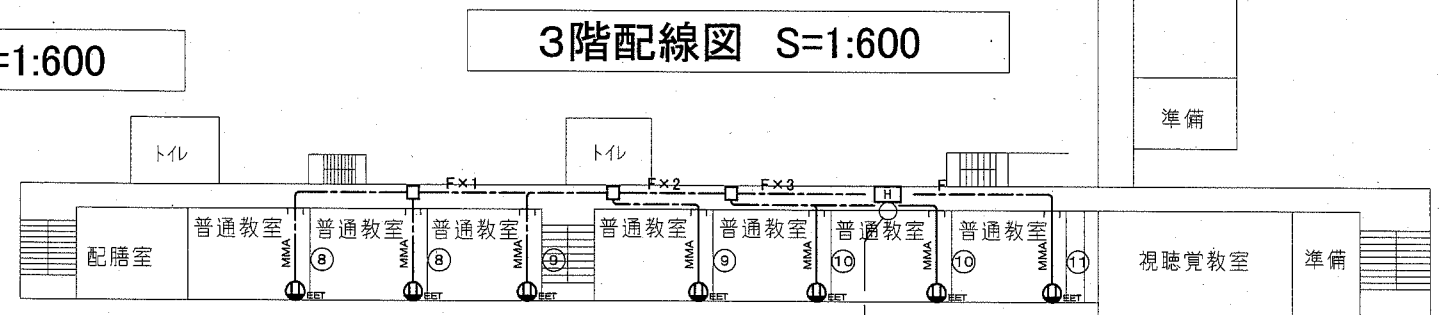 =1:600
3階配線図 S=1:600
準備
トイレ
トイレ
F×1
F×2
F×3
H
F
配膳室
普通教室
普通教室
普通教室
普通教室
普通教室
普通教室
普通教室
視聴覚教室
準備
MMA
⑧
MMA
⑧
MMA
⑨
MMA
⑨
MMA
⑩
MMA
⑩
MMA
⑪
EET
EET
EET
EET
EET
EET
EET